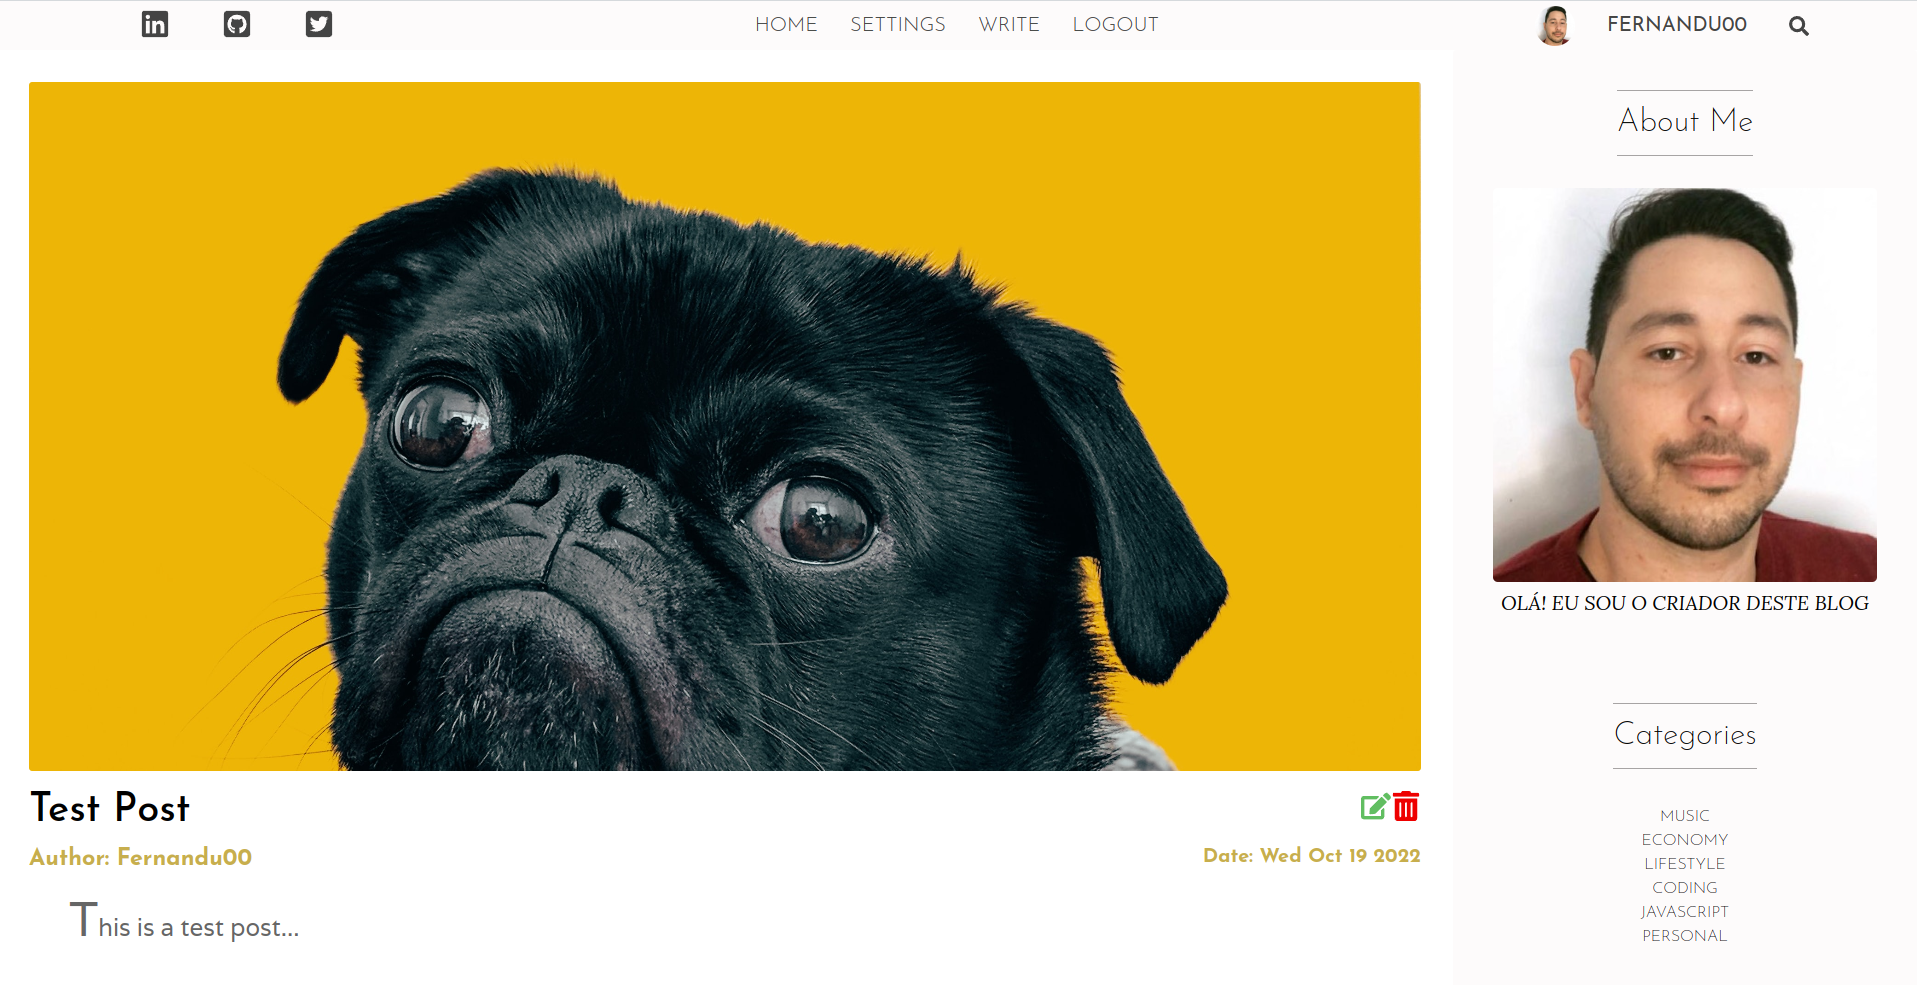 HOME SETTINGS WRITE LOGOUT FERNANDU00
About Me
OLÁ! EU SOU O CRIADOR DESTE BLOG
Test Post
Author: Fernandu00 Date: Wed Oct 19 2022
This is a test post...
Categories
MUSIC
ECONOMY
LIFESTYLE
CODING
JAVASCRIPT
PERSONAL